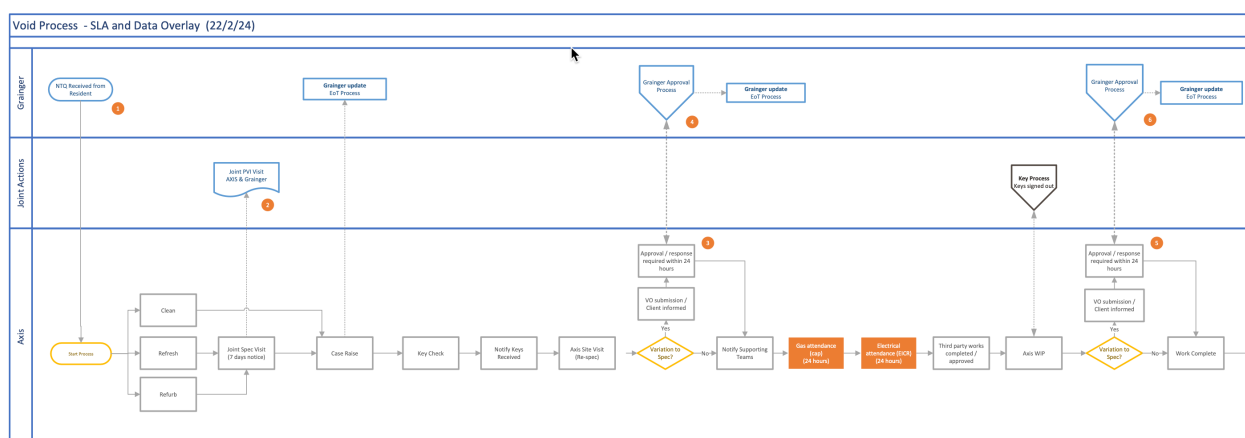 Void Process - SLA and Data Overlay (22/2/24)
Grainger
NTQ Received from
Resident
1
Grainger update
EoT Process
Grainger Approval
Process
4
Grainger update
EoT Process
Grainger Approval
Process
6
Grainger update
EoT Process
Joint Actions
Joint PVI Visit
AXIS & Grainger
2
Key Process
Keys signed out
Axis
3
Approval / response
required within 24
hours
5
Approval / response
required within 24
hours
VO submission /
Client informed
VO submission /
Client informed
Yes
Yes
Clean
Start Process
Refresh
Refurb
Joint Spec Visit
(7 days notice)
Case Raise
Key Check
Notify Keys
Received
Axis Site Visit
(Re-spec)
Variation to
Spec?
No
Notify Supporting
Teams
Gas attendance
(cap)
(24 hours)
Electrical
attendance (EICR)
(24 hours)
Third party works
completed /
approved
Axis WIP
Variation to
Spec?
No
Work Complete